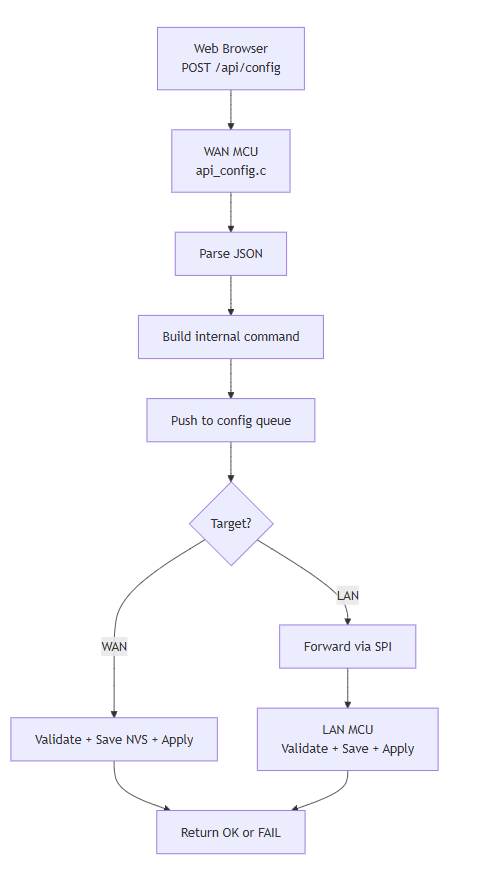 Web Browser
POST /api/config
WAN MCU
api_config.c
Parse JSON
Build internal command
Push to config queue
Target?
LAN
WAN
Forward via SPI
Validate + Save NVS + Apply
LAN MCU
Validate + Save + Apply
Return OK or FAIL